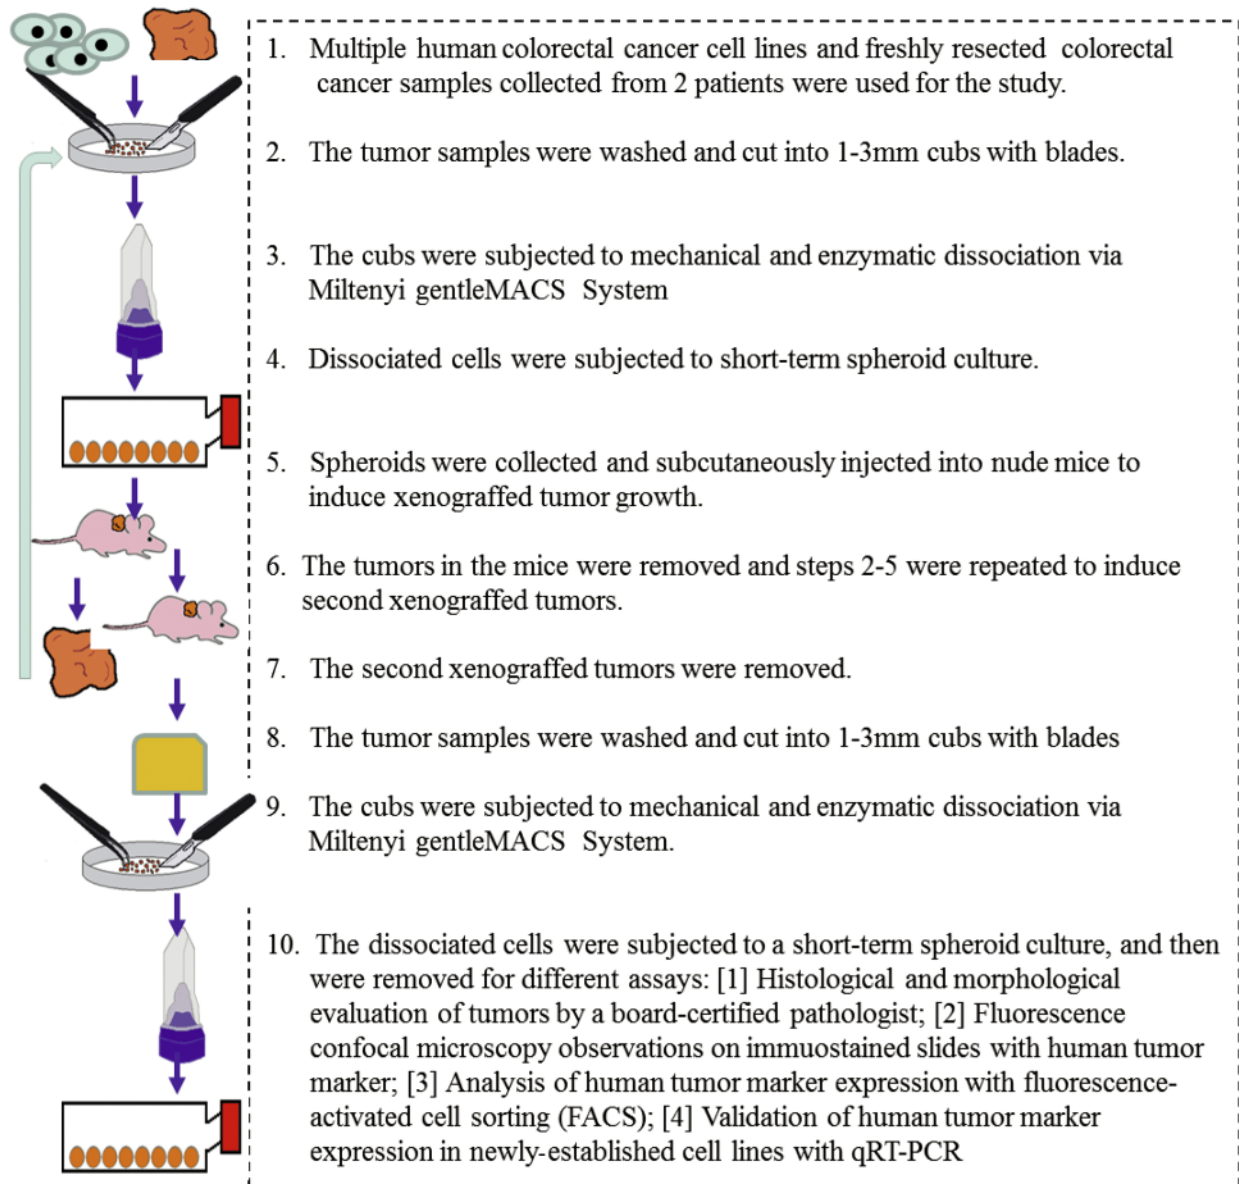 1. Multiple human colorectal cancer cell lines and freshly resected colorectal
cancer samples collected from 2 patients were used for the study.
2. The tumor samples were washed and cut into 1-3mm cubs with blades.
3. The cubs were subjected to mechanical and enzymatic dissociation via
Miltenyi gentleMACS System
4. Dissociated cells were subjected to short-term spheroid culture.
5. Spheroids were collected and subcutaneously injected into nude mice to
induce xenograffed tumor growth.
6. The tumors in the mice were removed and steps 2-5 were repeated to induce
second xenograffed tumors.
7. The second xenograffed tumors were removed.
8. The tumor samples were washed and cut into 1-3mm cubs with blades
9. The cubs were subjected to mechanical and enzymatic dissociation via
Miltenyi gentleMACS System.
10. The dissociated cells were subjected to a short-term spheroid culture, and then
were removed for different assays: [1] Histological and morphological
evaluation of tumors by a board-certified pathologist; [2] Fluorescence
confocal microscopy observations on immuostained slides with human tumor
marker; [3] Analysis of human tumor marker expression with fluorescence-
activated cell sorting (FACS); [4] Validation of human tumor marker
expression in newly-established cell lines with qRT-PCR